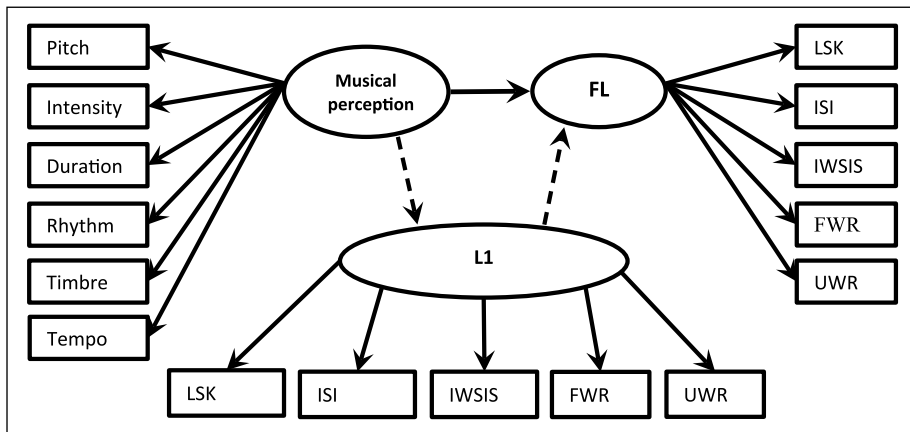 Pitch
Intensity
Duration
Rhythm
Timbre
Tempo
Musical
perception
FL
LSK
ISI
IWSIS
FWR
UWR
L1
LSK
ISI
IWSIS
FWR
UWR